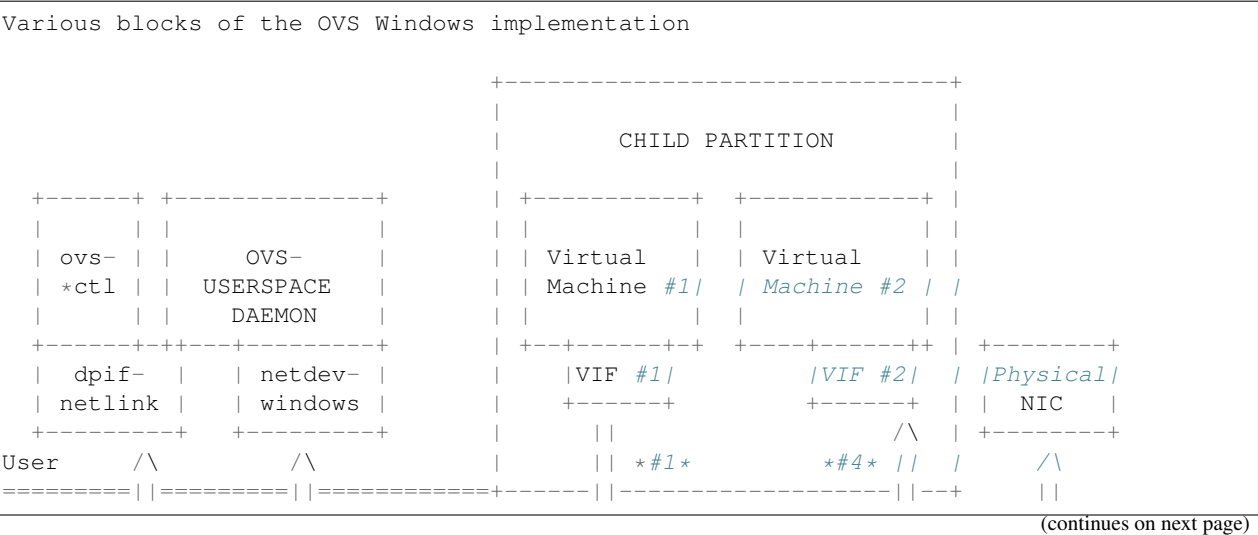 Various blocks of the OVS Windows implementation

                                  +-------------------------------+
                                  |                               |
                                  |        CHILD PARTITION        |
                                  |                               |
  +------+ +--------------+       | +-----------+  +------------+ |
  |      | |              |       | |           |  |            | |
  | ovs- | |     OVS-     |       | | Virtual   |  | Virtual    | |
  | *ctl | |  USERSPACE   |       | | Machine #1|  | Machine #2 | |
  |      | |    DAEMON    |       | |           |  |            | |
  +------+-++---+---------+       | +--+------+-+  +----+------++ | +--------+
  |  dpif-  |   | netdev- |       |    |VIF #1|         |VIF #2|  | |Physical|
  | netlink |   | windows |       |    +------+         +------+  | |  NIC   |
  +---------+   +---------+       |      ||                   /\  | +--------+
User     /\         /\            |      || *#1*         *#4* ||  |     /\
=========||=========||============+------||-------------------||--+     ||
(continues on next page)